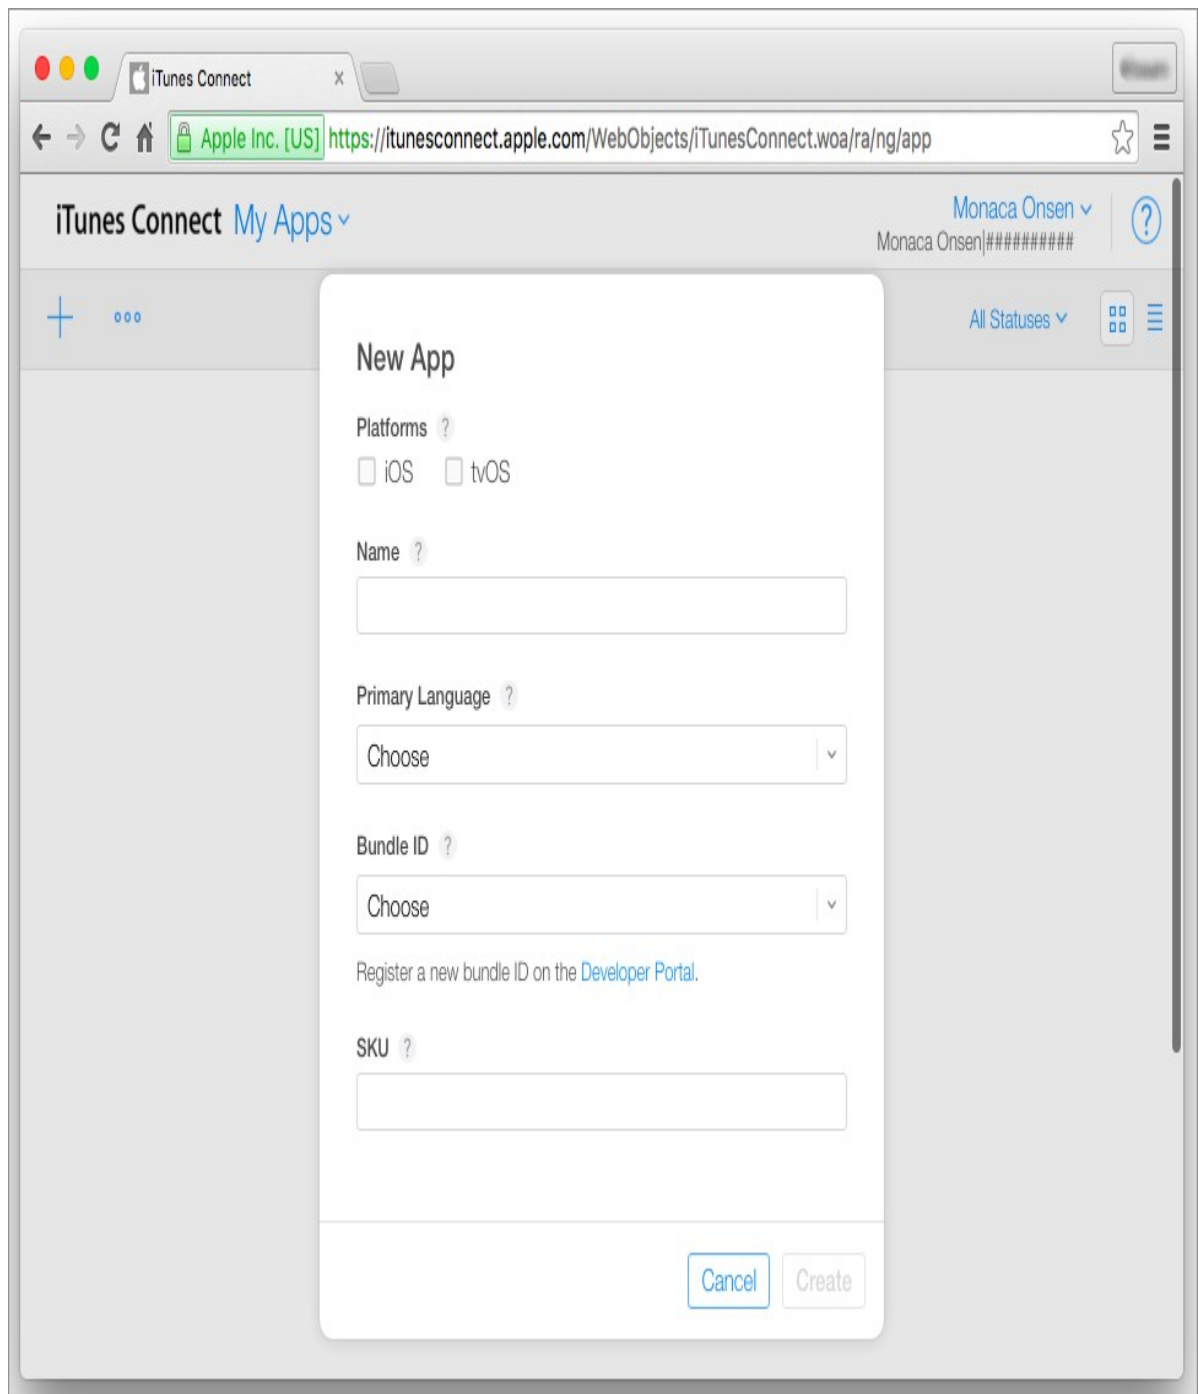 iTunes Connect
Apple Inc. [US] https://itunesconnect.apple.com/WebObjects/iTunesConnect.woa/ra/ng/app
iTunes Connect My Apps
Monaca Onsen
Monaca Onsen|##########
All Statuses
New App
Platforms ?
iOS tvOS
Name ?
Primary Language ?
Choose
Bundle ID ?
Choose
Register a new bundle ID on the Developer Portal.
SKU ?
Cancel Create